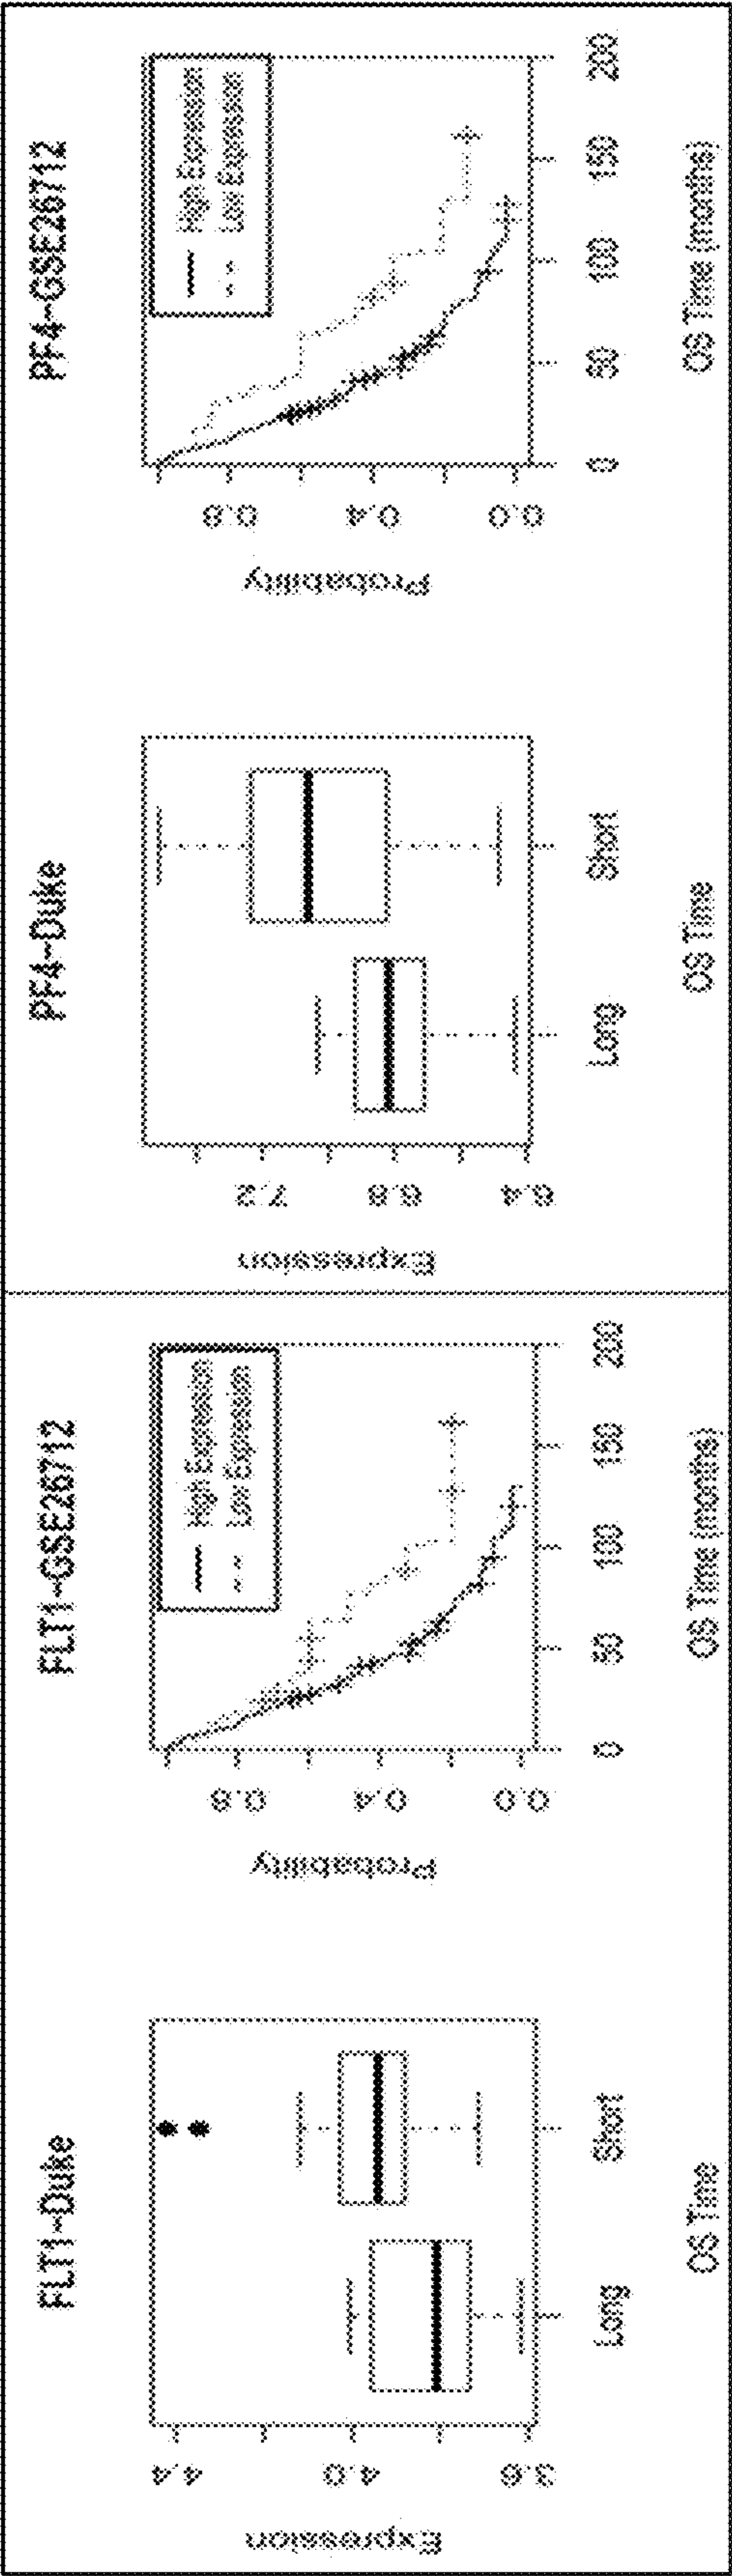 FLT1-Duke
Expression
4.4
4.0
3.6
Long
Short
OS Time
FLT1-GSE26712
Probability
0.8
0.4
0.0
High Expression
Low Expression
0
50
100
150
200
OS Time (months)
PF4-Duke
Expression
7.2
6.8
6.4
Long
Short
OS Time
PF4-GSE26712
Probability
0.8
0.4
0.0
High Expression
Low Expression
0
50
100
150
200
OS Time (months)